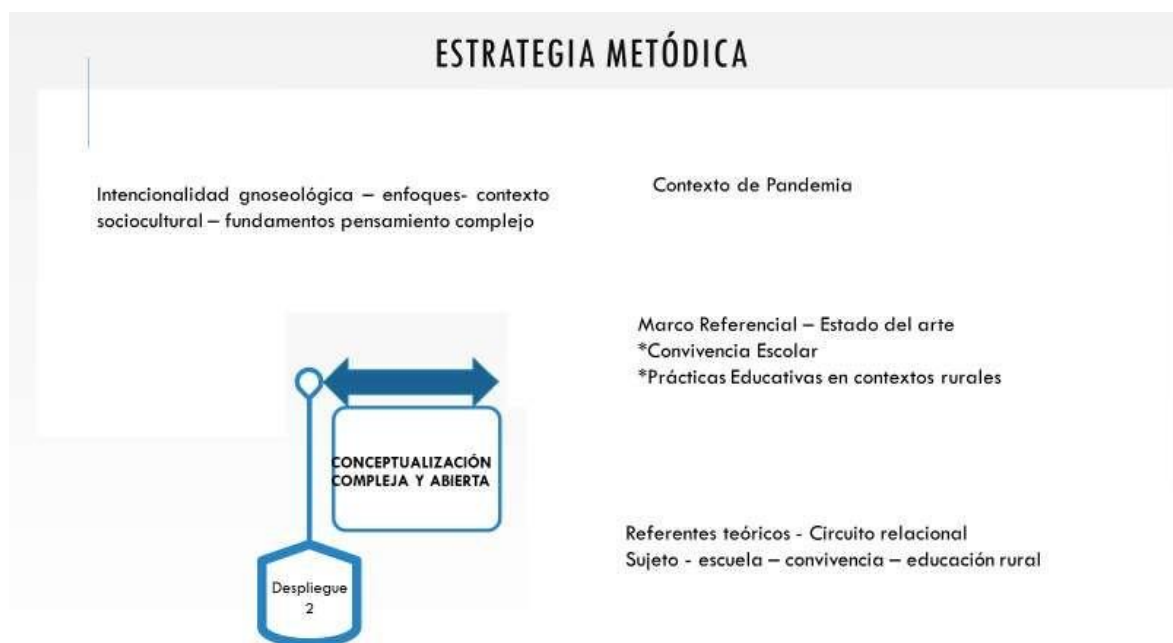 ESTRATEGIA METÓDICA
Intencionalidad gnoseológica – enfoques- contexto
sociocultural – fundamentos pensamiento complejo
Contexto de Pandemia
Marco Referencial – Estado del arte
*Convivencia Escolar
*Prácticas Educativas en contextos rurales
CONCEPTUALIZACIÓN
COMPLEJA Y ABIERTA
Referentes teóricos - Circuito relacional
Sujeto - escuela – convivencia – educación rural
Despliegue
2